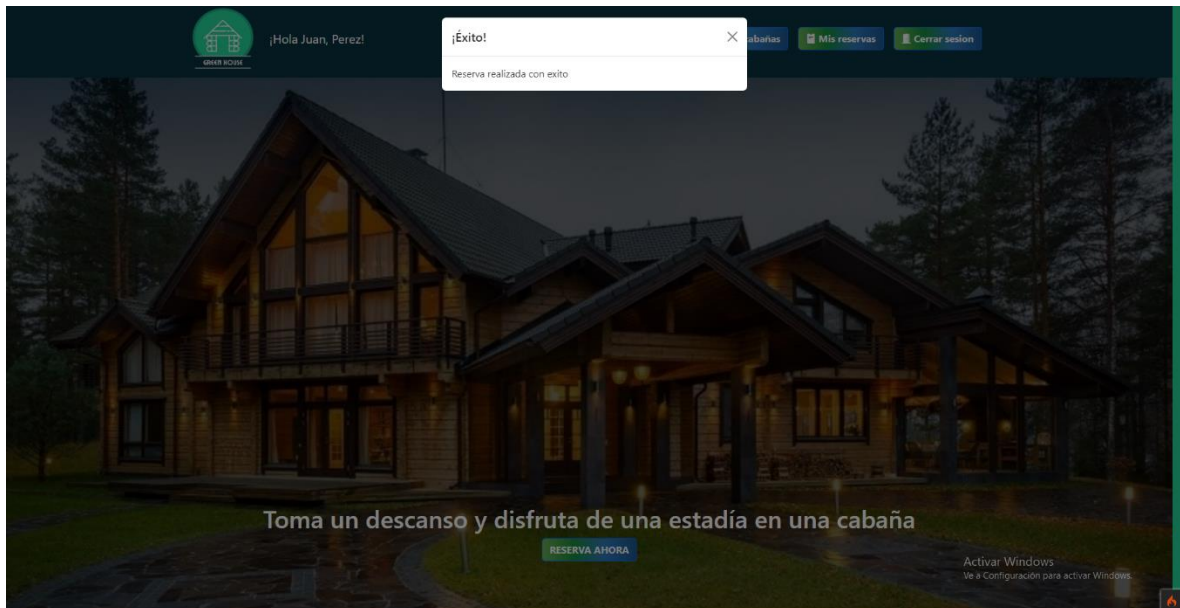 GREEN HOUSE
¡Hola Juan, Perez!
¡Éxito!
Reserva realizada con exito
abañas
Mis reservas
Cerrar sesion
Toma un descanso y disfruta de una estadía en una cabaña
RESERVA AHORA
Activar Windows
Ve a Configuración para activar Windows.